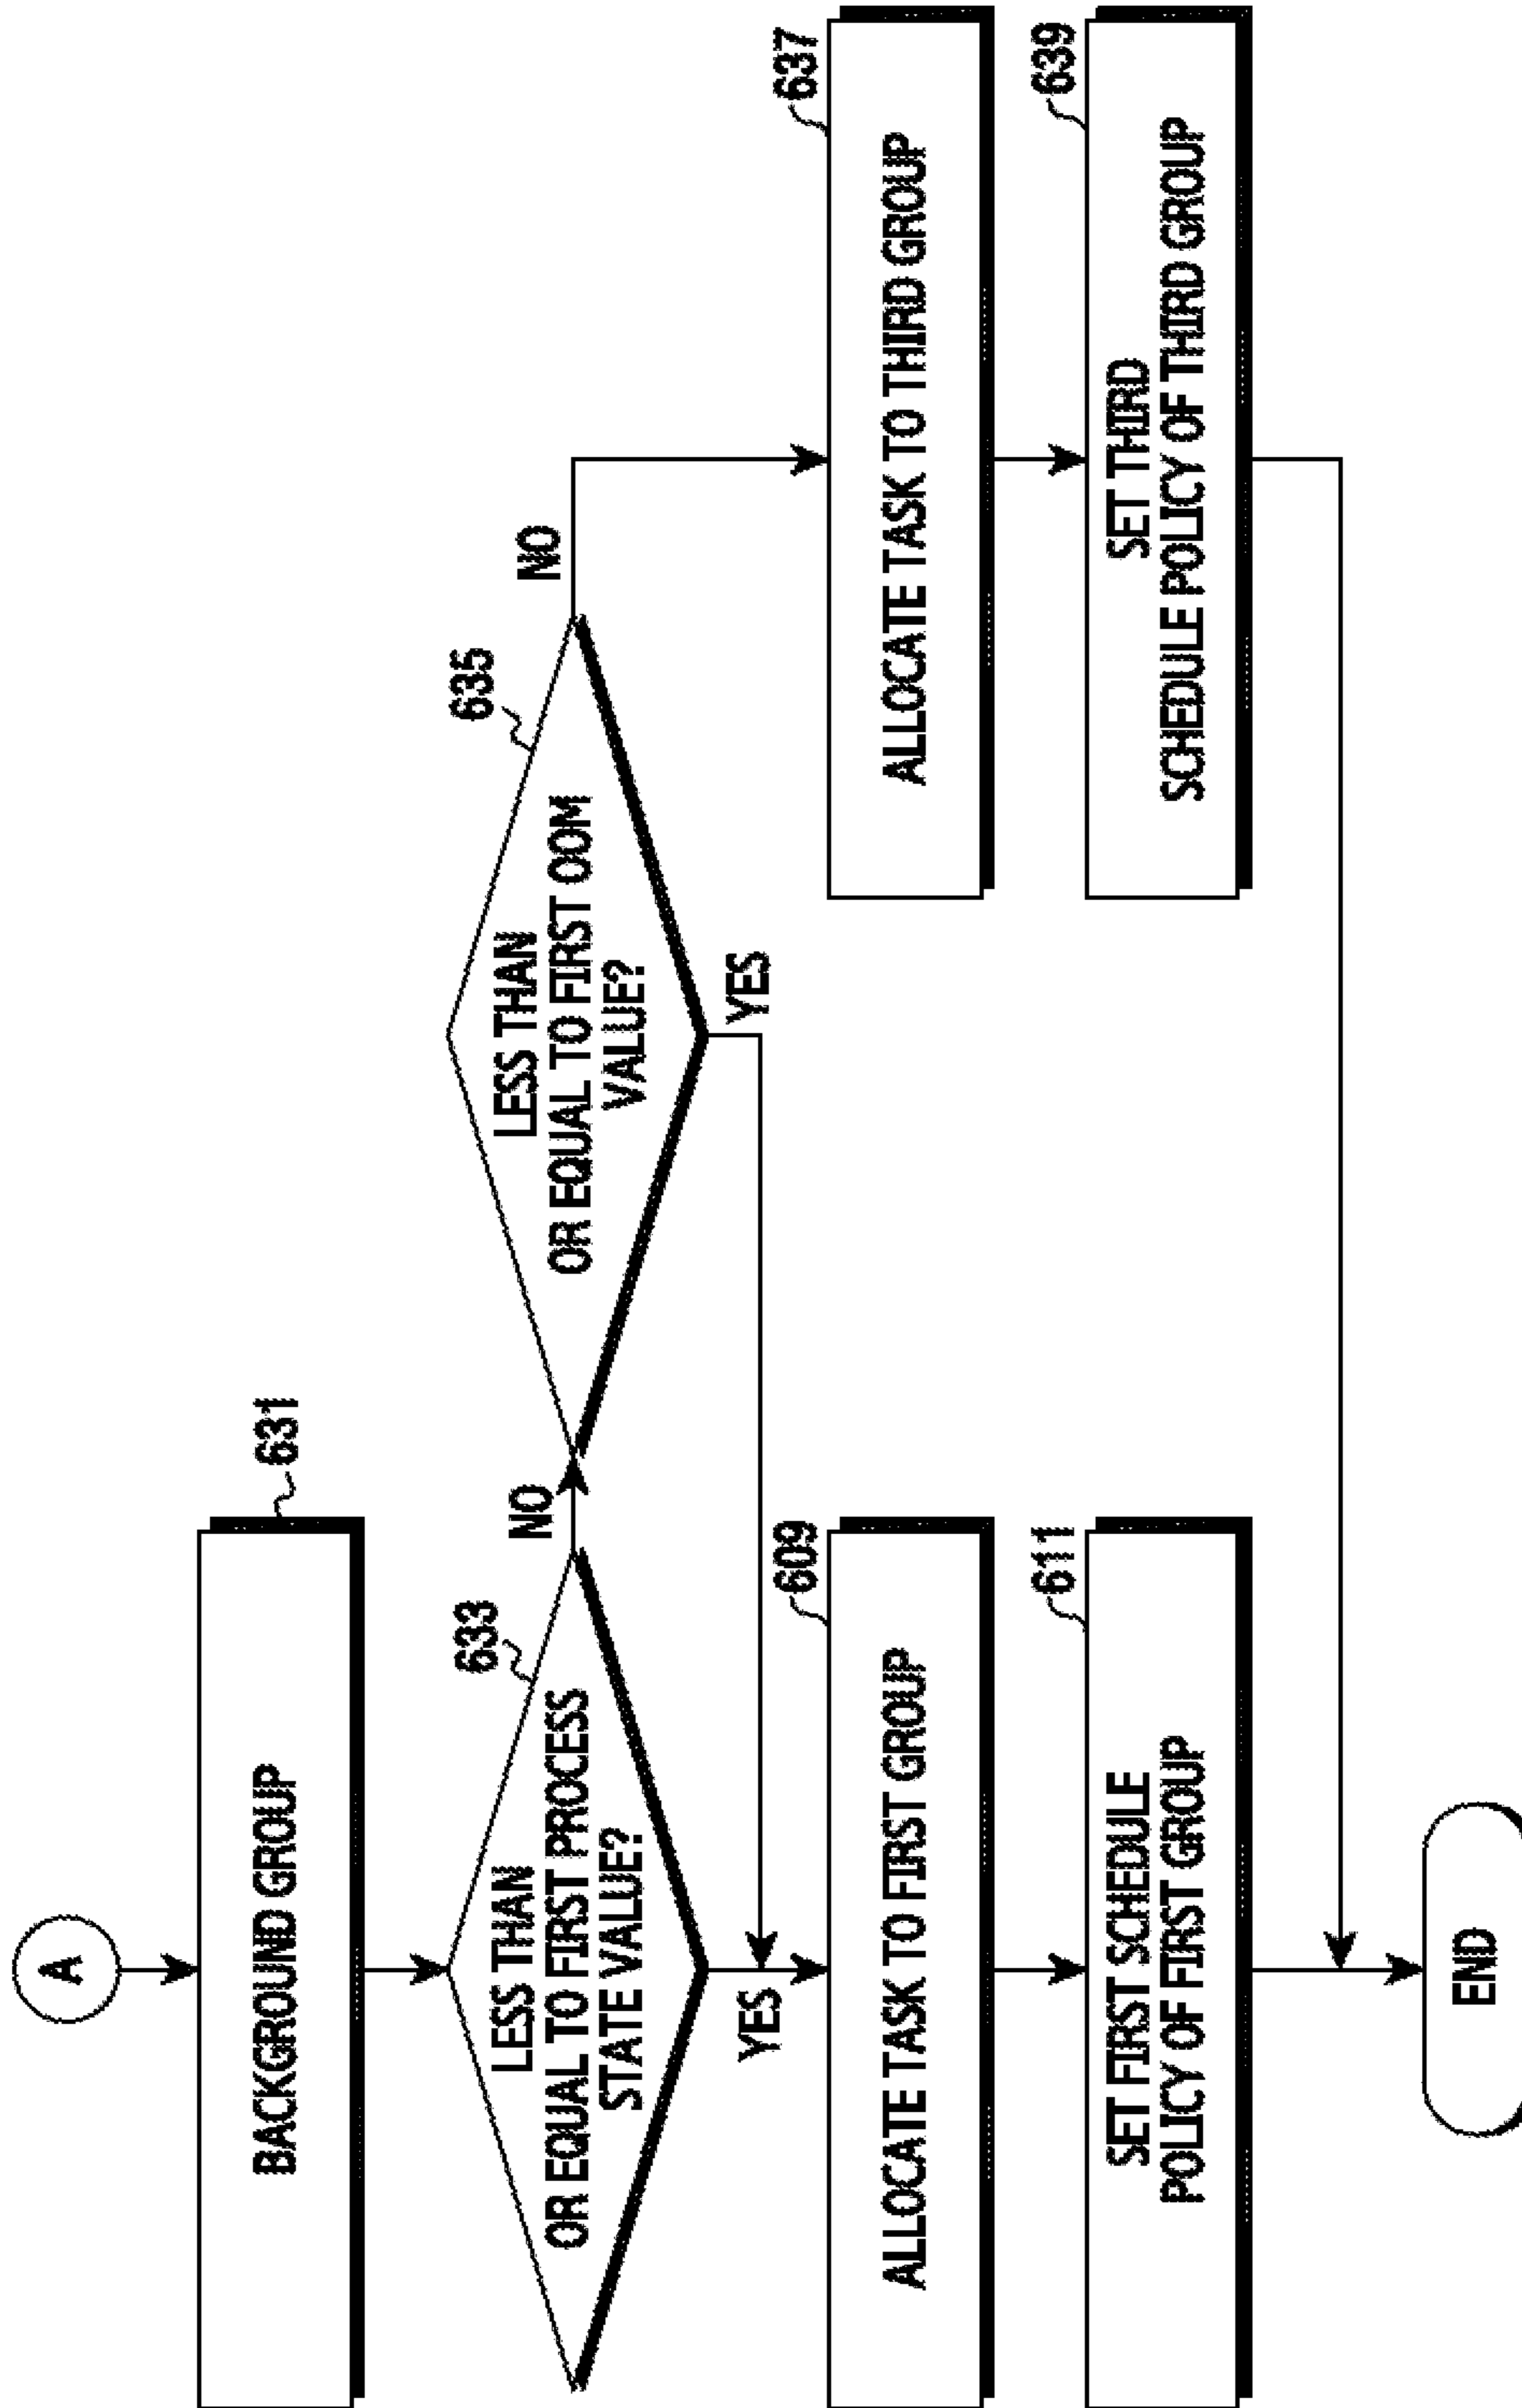 A
BACKGROUND GROUP
631
LESS THAN
OR EQUAL TO FIRST PROCESS
STATE VALUE?
633
NO
YES
LESS THAN
OR EQUAL TO FIRST OOM
VALUE?
635
NO
YES
ALLOCATE TASK TO FIRST GROUP
609
ALLOCATE TASK TO THIRD GROUP
637
SET FIRST SCHEDULE
POLICY OF FIRST GROUP
611
SET THIRD
SCHEDULE POLICY OF THIRD GROUP
639
END